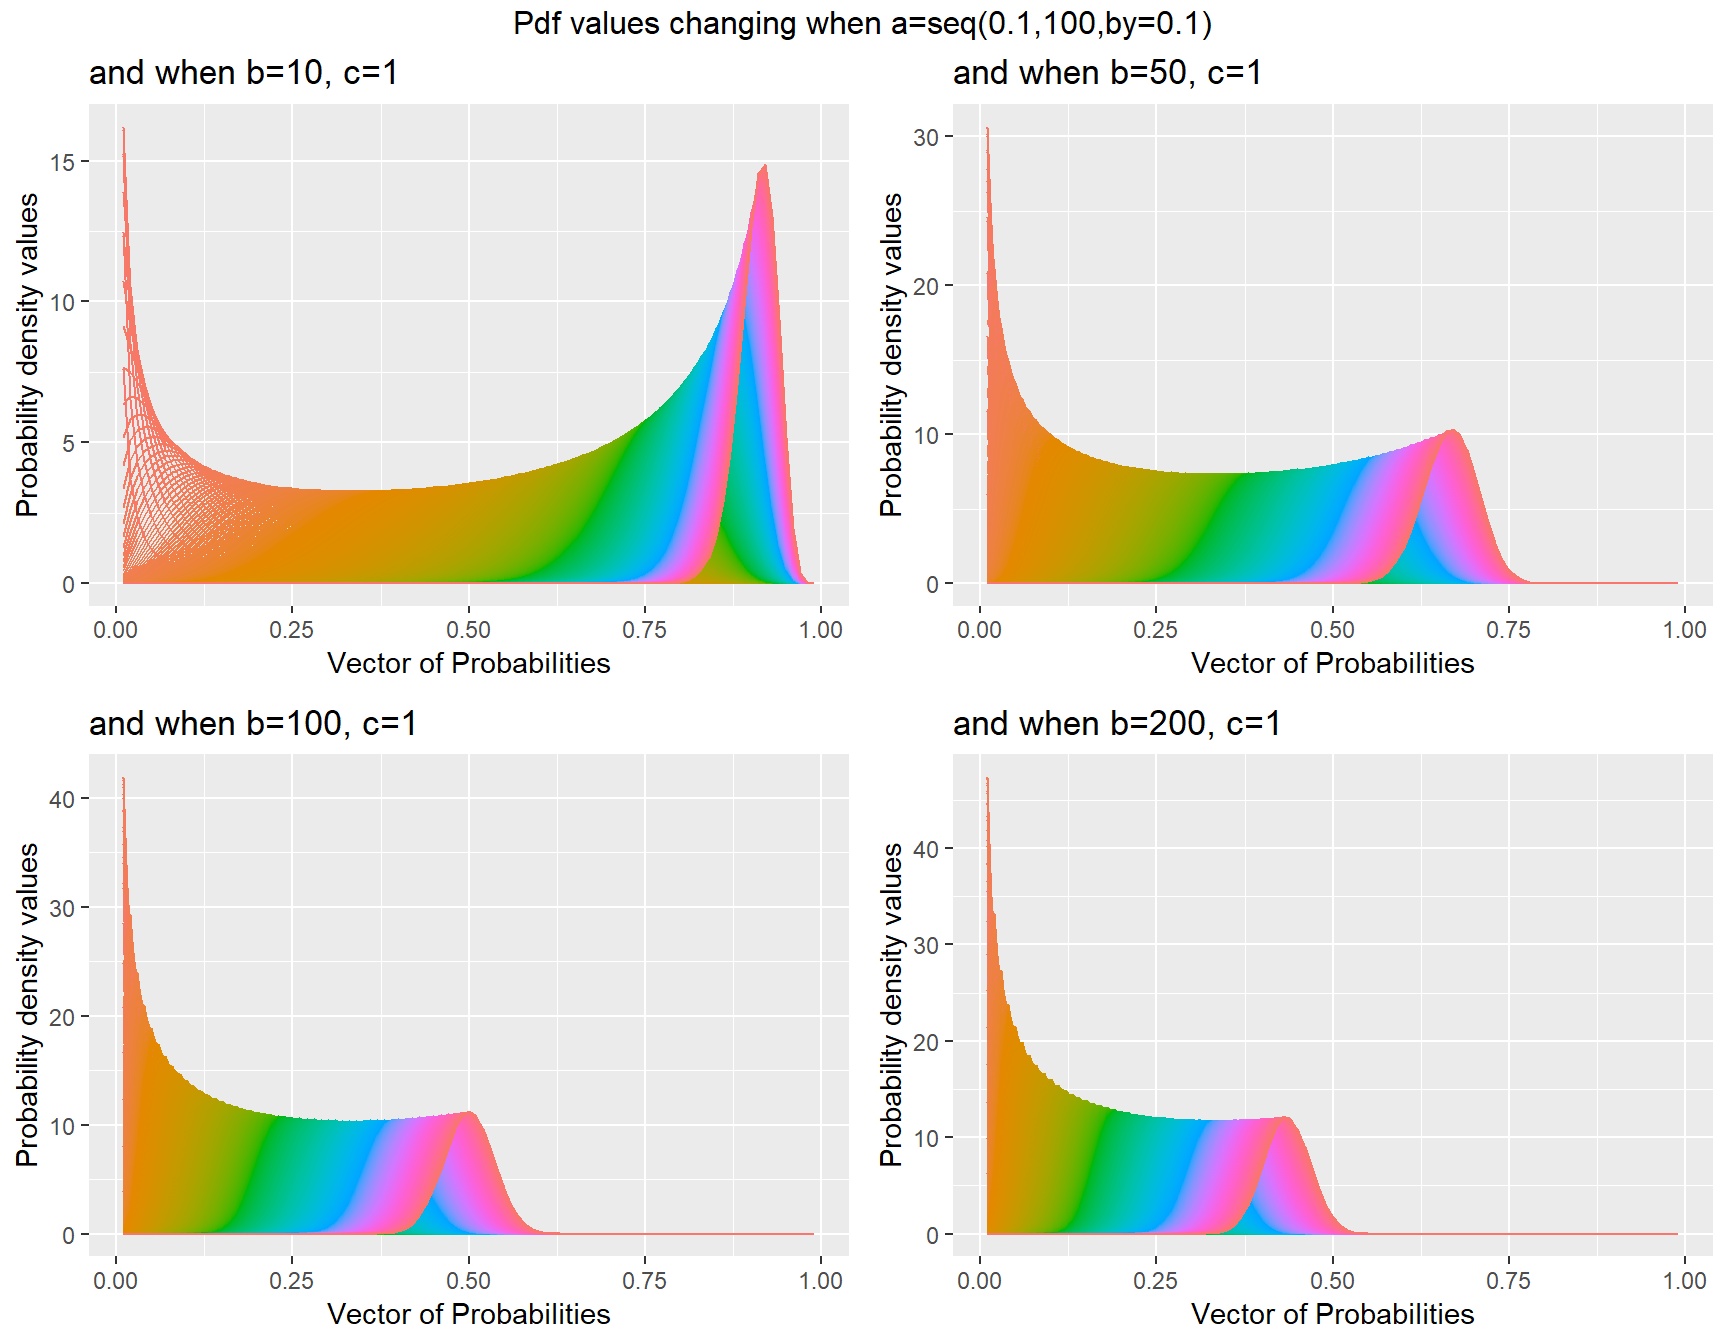 Pdf values changing when a=seq(0.1,100,by=0.1)
and when b=10, c=1
Probability density values
15
10
5
0
0.00 0.25 0.50 0.75 1.00
Vector of Probabilities
and when b=50, c=1
Probability density values
30
20
10
0
0.00 0.25 0.50 0.75 1.00
Vector of Probabilities
and when b=100, c=1
Probability density values
40
30
20
10
0
0.00 0.25 0.50 0.75 1.00
Vector of Probabilities
and when b=200, c=1
Probability density values
40
30
20
10
0
0.00 0.25 0.50 0.75 1.00
Vector of Probabilities